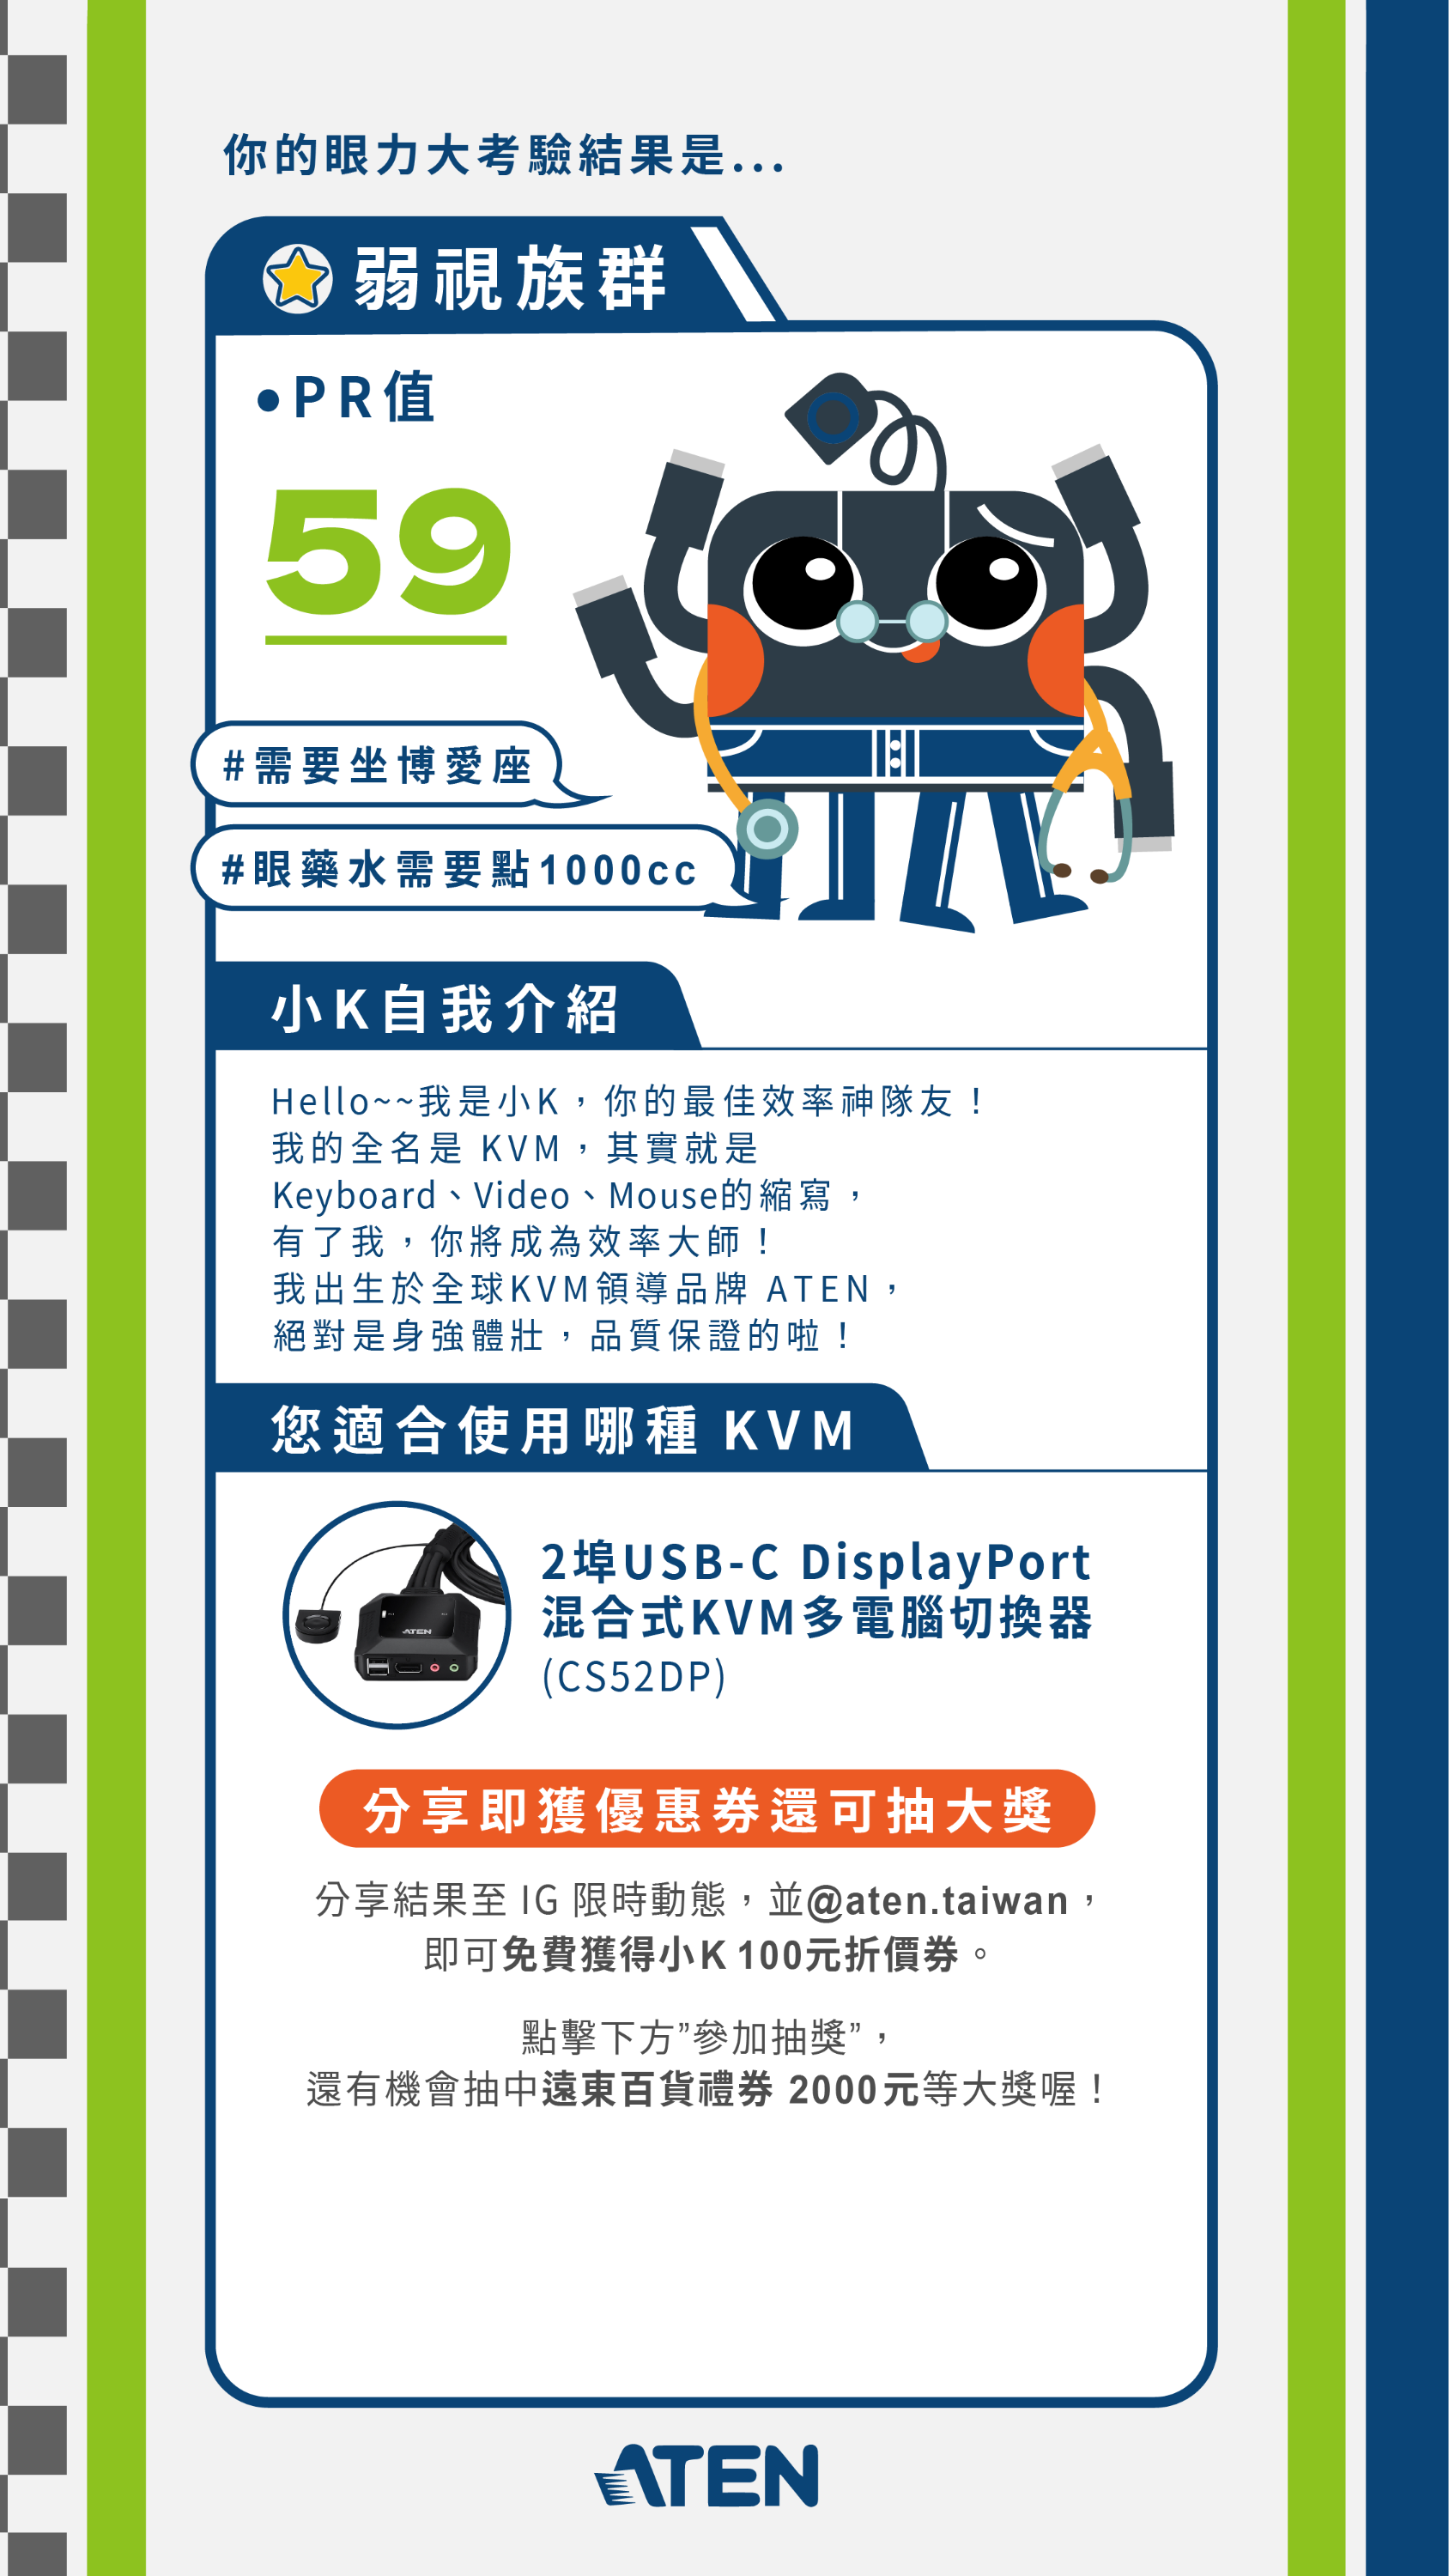 你的眼力大考驗結果是...
弱視族群
•PR值
59
#需要坐博愛座
#眼藥水需要點1000cc
小K自我介紹
Hello~~我是小K，你的最佳效率神隊友！
我的全名是 KVM，其實就是
Keyboard、Video、Mouse的縮寫，
有了我，你將成為效率大師！
我出生於全球KVM領導品牌 ATEN，
絕對是身強體壯，品質保證的啦！
您適合使用哪種 KVM
ATEN
2埠USB-C DisplayPort
混合式KVM多電腦切換器
(CS52DP)
分享即獲優惠券還可抽大獎
分享結果至 IG 限時動態，並@aten.taiwan，
即可免費獲得小K 100元折價券。
點擊下方”參加抽獎”，
還有機會抽中遠東百貨禮券 2000元等大獎喔！
ATEN